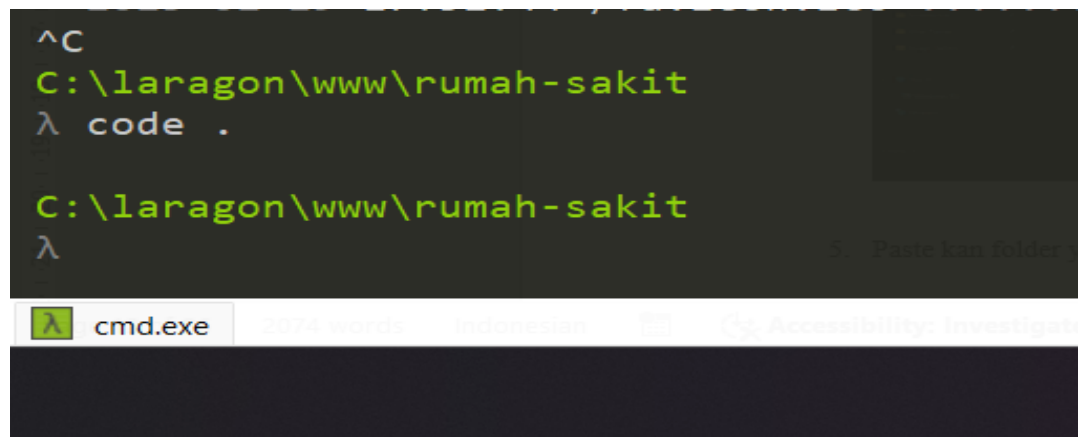 ^C
C:\laragon\www\rumah-sakit
λ code .
C:\laragon\www\rumah-sakit
λ
5. Paste kan folder y
λ cmd.exe 2074 words Indonesian Accessibility: Investigate